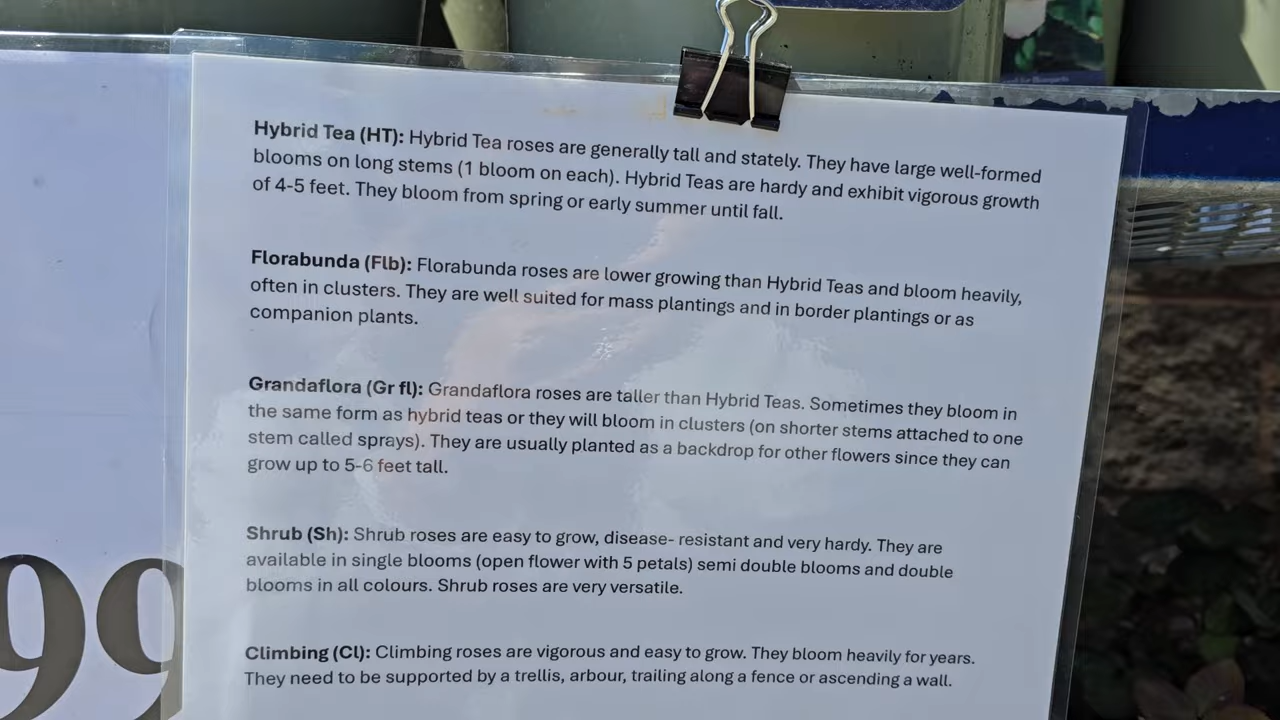 Hybrid Tea (HT): Hybrid Tea roses are generally tall and stately. They have large well-formed
blooms on long stems (1 bloom on each). Hybrid Teas are hardy and exhibit vigorous growth
of 4-5 feet. They bloom from spring or early summer until fall.
Florabunda (Flb): Florabunda roses are lower growing than Hybrid Teas and bloom heavily,
often in clusters. They are well suited for mass plantings and in border plantings or as
companion plants.
Grandaflora (Gr fl): Grandaflora roses are taller than Hybrid Teas. Sometimes they bloom in
the same form as hybrid teas or they will bloom in clusters (on shorter stems attached to one
stem called sprays). They are usually planted as a backdrop for other flowers since they can
grow up to 5-6 feet tall.
Shrub (Sh): Shrub roses are easy to grow, disease- resistant and very hardy. They are
available in single blooms (open flower with 5 petals) semi double blooms and double
blooms in all colours. Shrub roses are very versatile.
Climbing (Cl): Climbing roses are vigorous and easy to grow. They bloom heavily for years.
They need to be supported by a trellis, arbour, trailing along a fence or ascending a wall.
99